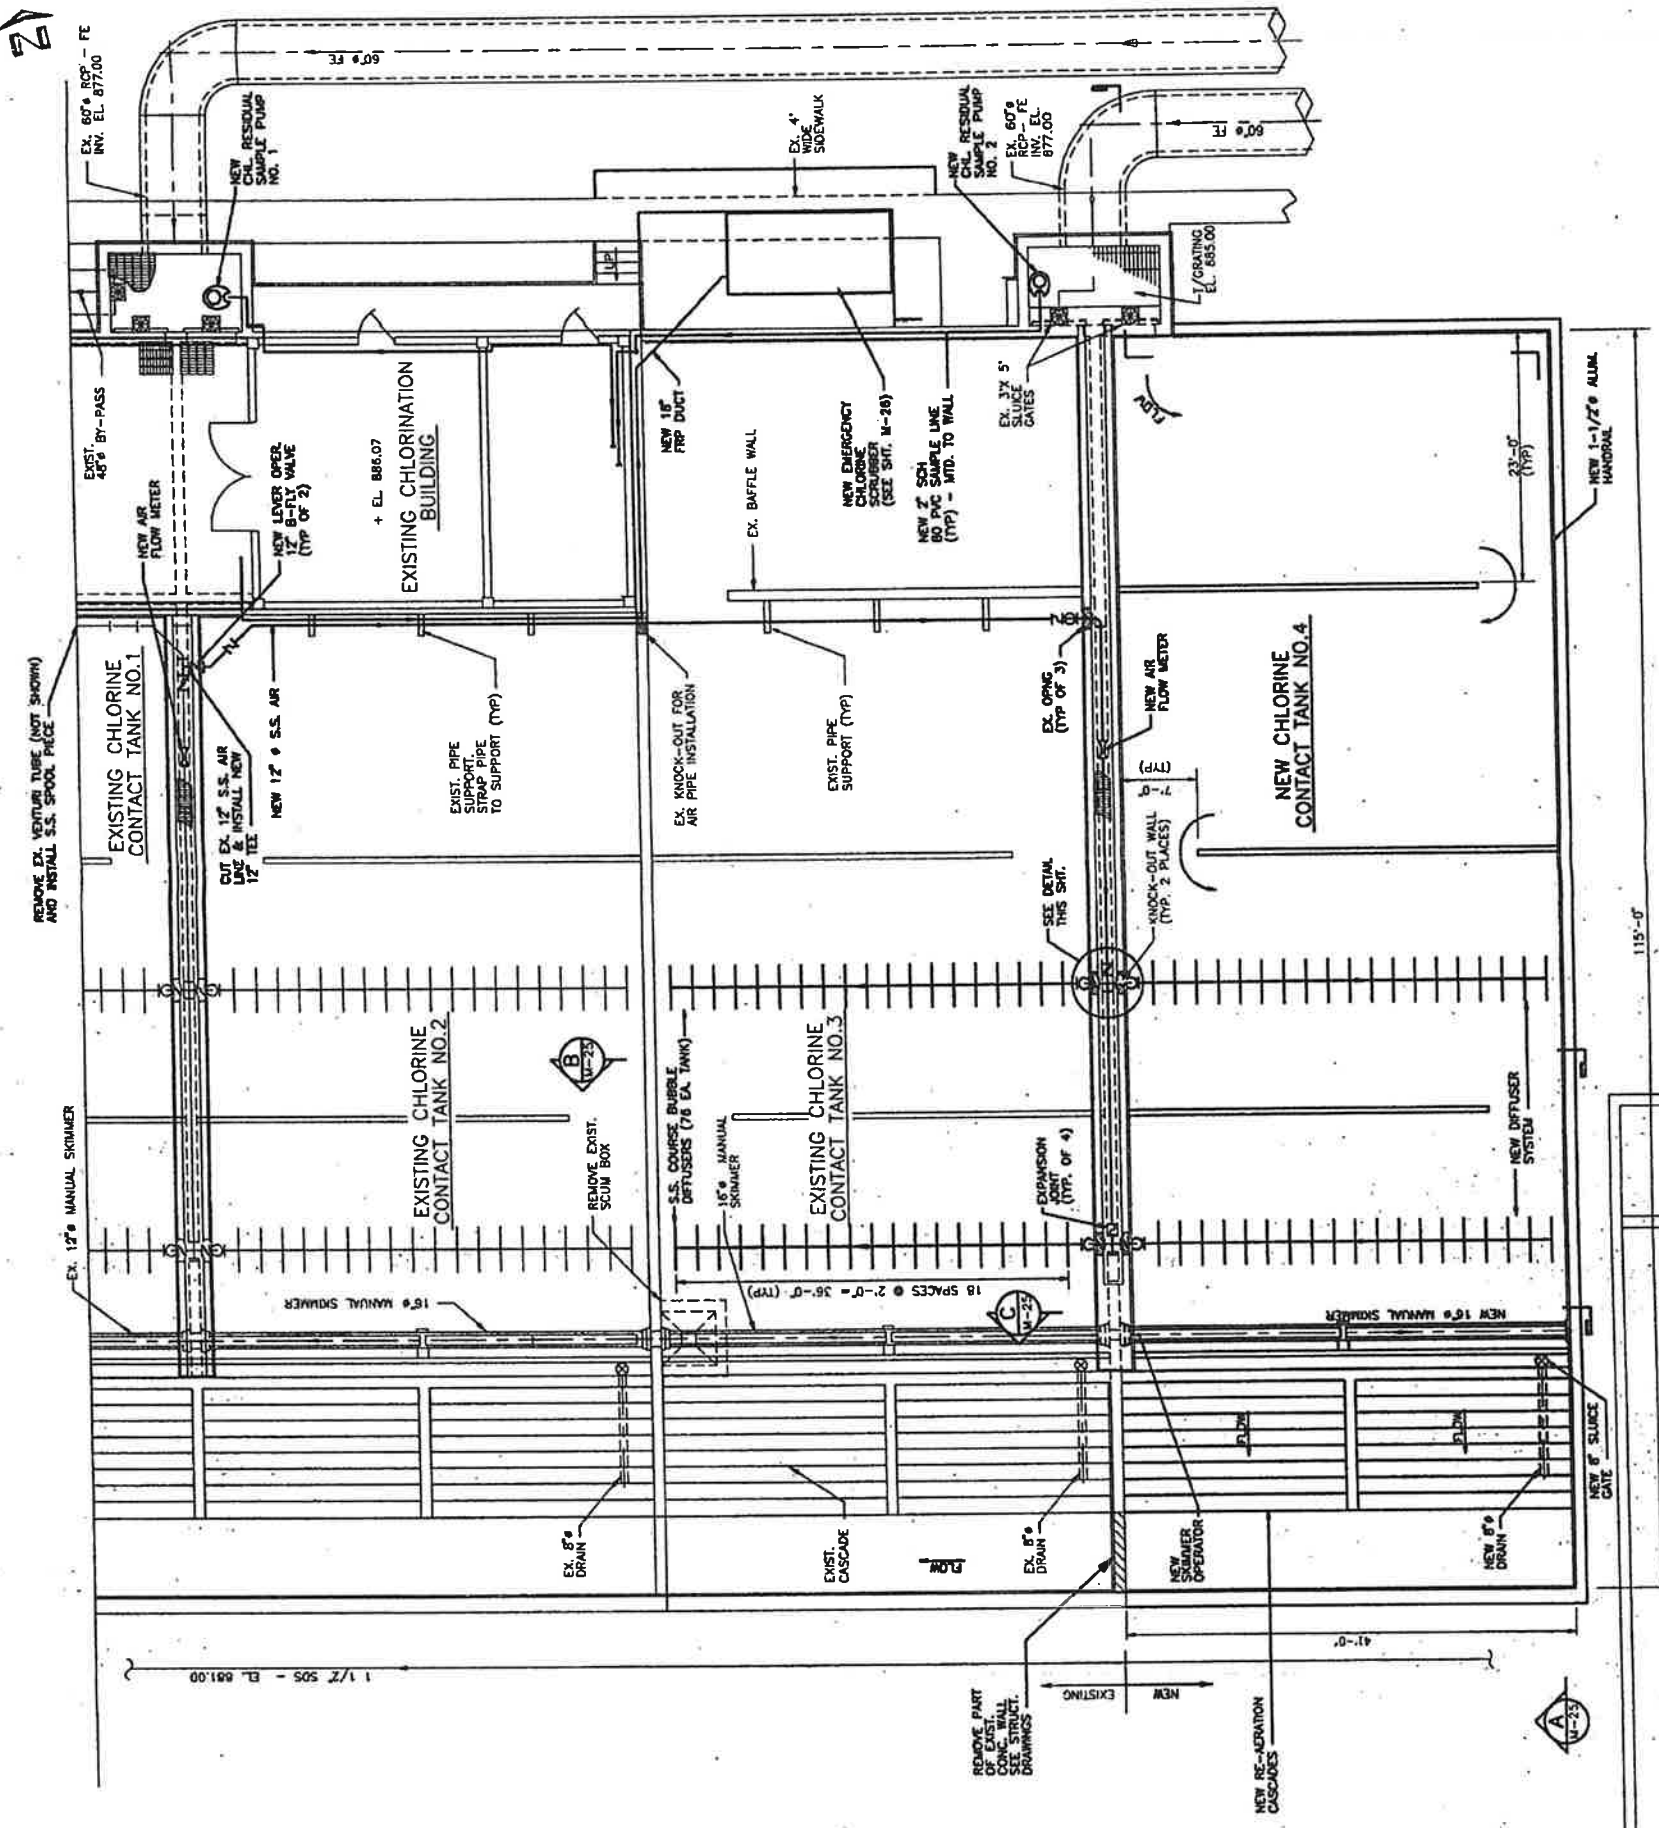 EX. 60"ø RCP - FE
INV. EL 877.00
60"ø FE
NEW
CHL. RESIDUAL
SAMPLE PUMP
NO. 1
EX. 4'
WIDE
SIDEWALK
NEW
CHL. RESIDUAL
SAMPLE PUMP
NO. 2
EX. 60"ø
RCP- FE
INV. EL.
877.00
60"ø FE
T/GRATING
EL. 885.00
UP
EXIST.
48"ø BY-PASS
NEW AIR
FLOW METER
NEW LEVER OPER.
12" B-FLY VALVE
(TYP OF 2)
+ EL 886.07
EXISTING CHLORINATION
BUILDING
NEW 18"
FRP DUCT
EX. BAFFLE WALL
NEW EMERGENCY
CHLORINE
SCRUBBER
(SEE SHT. M-26)
NEW 2" SCH
80 PVC SAMPLE LINE
(TYP) - MTD. TO WALL
EX. 3'X 5'
SLUICE
GATES
FLOW
23'-0"
(TYP)
NEW 1-1/2"ø ALUM.
HANDRAIL
REMOVE EX. VENTURI TUBE (NOT SHOWN)
AND INSTALL S.S. SPOOL PIECE
EXISTING CHLORINE
CONTACT TANK NO.1
CUT EX. 12" S.S. AIR
LINE & INSTALL NEW
12" TEE
NEW 12" ø S.S. AIR
EXIST. PIPE
SUPPORT.
STRAP PIPE
TO SUPPORT (TYP)
EX. KNOCK-OUT FOR
AIR PIPE INSTALLATION
EXIST. PIPE
SUPPORT (TYP)
EX. OPNG
(TYP OF 3)
NEW AIR
FLOW METER
7'-0"
(TYP)
NEW CHLORINE
CONTACT TANK NO.4
SEE DETAIL
THIS SHT.
KNOCK-OUT WALL
(TYP. 2 PLACES)
115'-0"
EX. 12"ø MANUAL SKIMMER
EXISTING CHLORINE
CONTACT TANK NO.2
B
M-25
REMOVE EXIST.
SCUM BOX
S.S. COURSE BUBBLE
DIFFUSERS (76 EA. TANK)
16"ø MANUAL
SKIMMER
EXISTING CHLORINE
CONTACT TANK NO.3
EXPANSION
JOINT
(TYP. OF 4)
NEW DIFFUSER
SYSTEM
16"ø MANUAL SKIMMER
18 SPACES @ 2'-0" = 36'-0" (TYP)
C
M-25
NEW 16"ø MANUAL SKIMMER
FLOW
FLOW
EX. 8"ø
DRAIN
EXIST.
CASCADE
FLOW
EX. 8"ø
DRAIN
NEW
SKIMMER
OPERATOR
NEW 8"ø
DRAIN
NEW 8" SLUICE
GATE
1 1/2" SDS - EL. 881.00
41'-0"
REMOVE PART
OF EXIST.
CONC. WALL
SEE STRUCT.
DRAWINGS
EXISTING
NEW
NEW RE-AERATION
CASCADES
A
M-25